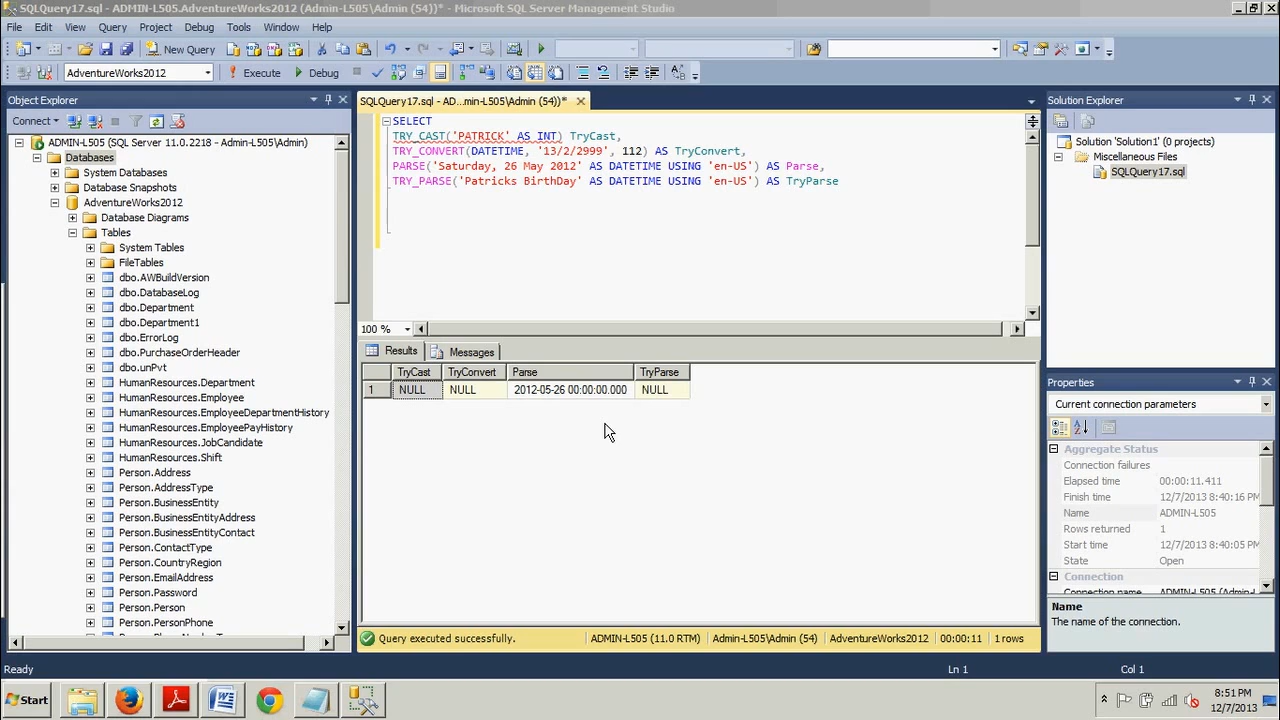 SQLQuery17.sql - ADMIN-L505.AdventureWorks2012 (Admin-L505\Admin (54))* - Microsoft SQL Server Management Studio
File Edit View Query Project Debug Tools Window Help
New Query
AdventureWorks2012 Execute Debug
Object Explorer
Connect
ADMIN-L505 (SQL Server 11.0.2218 - Admin-L505\Admin)
Databases
System Databases
Database Snapshots
AdventureWorks2012
Database Diagrams
Tables
System Tables
FileTables
dbo.AWBuildVersion
dbo.DatabaseLog
dbo.Department
dbo.Department1
dbo.ErrorLog
dbo.PurchaseOrderHeader
dbo.unPvt
HumanResources.Department
HumanResources.Employee
HumanResources.EmployeeDepartmentHistory
HumanResources.EmployeePayHistory
HumanResources.JobCandidate
HumanResources.Shift
Person.Address
Person.AddressType
Person.BusinessEntity
Person.BusinessEntityAddress
Person.BusinessEntityContact
Person.ContactType
Person.CountryRegion
Person.EmailAddress
Person.Password
Person.Person
Person.PersonPhone
SQLQuery17.sql - AD...min-L505\Admin (54))*
SELECT
TRY_CAST('PATRICK' AS INT) TryCast,
TRY_CONVERT(DATETIME, '13/2/2999', 112) AS TryConvert,
PARSE('Saturday, 26 May 2012' AS DATETIME USING 'en-US') AS Parse,
TRY_PARSE('Patricks BirthDay' AS DATETIME USING 'en-US') AS TryParse
100 %
Results Messages
TryCast TryConvert Parse TryParse
1 NULL NULL 2012-05-26 00:00:00.000 NULL
Query executed successfully. ADMIN-L505 (11.0 RTM) Admin-L505\Admin (54) AdventureWorks2012 00:00:11 1 rows
Solution Explorer
Solution 'Solution1' (0 projects)
Miscellaneous Files
SQLQuery17.sql
Properties
Current connection parameters
Aggregate Status
Connection failures
Elapsed time 00:00:11.411
Finish time 12/7/2013 8:40:16 PM
Name ADMIN-L505
Rows returned 1
Start time 12/7/2013 8:40:05 PM
State Open
Connection
Connection name ADMIN-L505 (Admin-
Name
The name of the connection.
Ready Ln 1 Col 1
Start 8:51 PM
12/7/2013